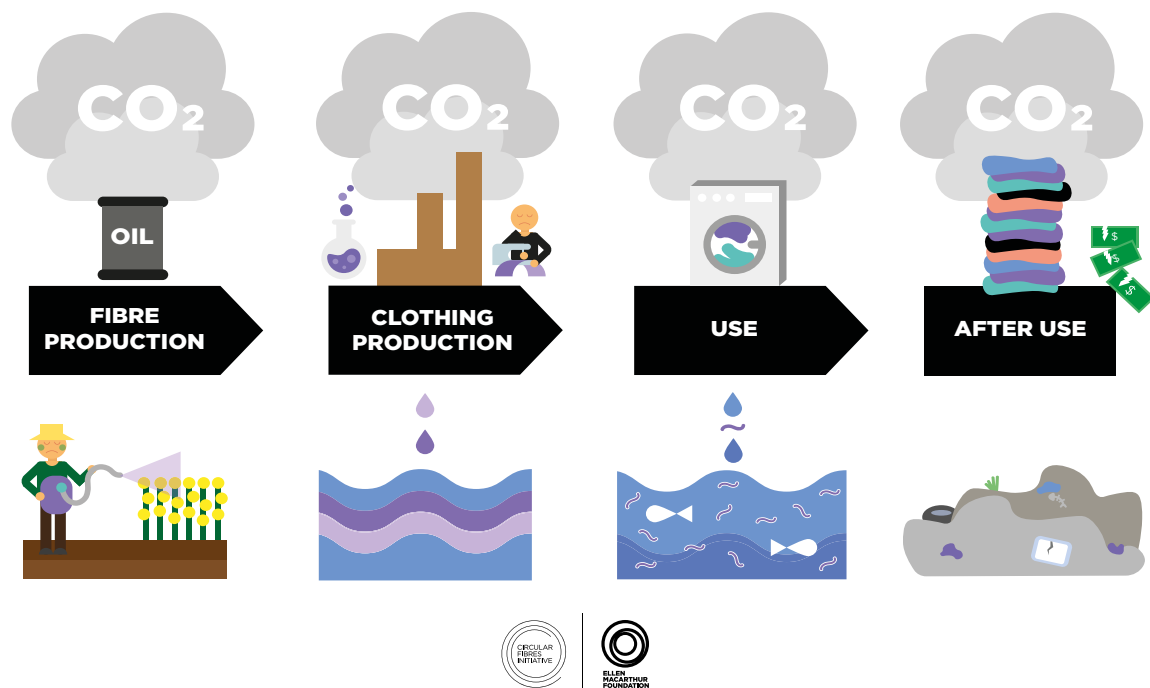 CO2
CO2
CO2
CO2
OIL
$
$
$
FIBRE
PRODUCTION
CLOTHING
PRODUCTION
USE
AFTER USE
CIRCULAR
FIBRES
INITIATIVE
ELLEN
MACARTHUR
FOUNDATION